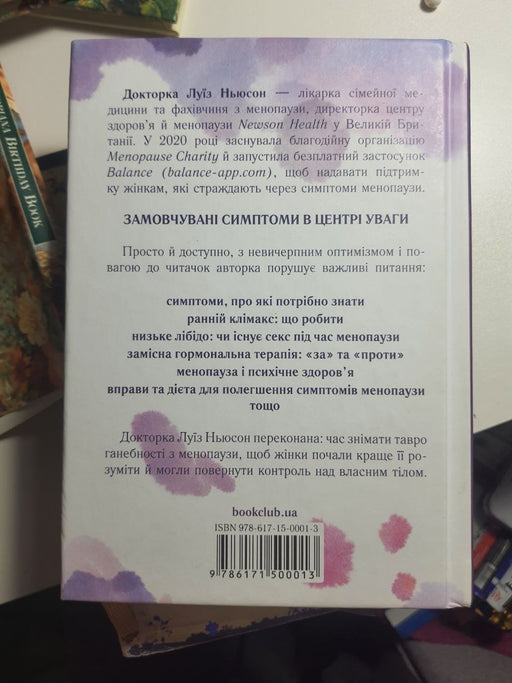 Докторка Луїз Ньюсон — лікарка сімейної ме-
дицини та фахівчиня з менопаузи, директорка центру
здоров'я й менопаузи Newson Health у Великій Бри-
танії. У 2020 році заснувала благодійну організацію
Menopause Charity й запустила безплатний застосунок
Balance (balance-app.com), щоб надавати підтрим-
ку жінкам, які страждають через симптоми менопаузи.
ЗАМОВЧУВАНІ СИМПТОМИ В ЦЕНТРІ УВАГИ
Просто й доступно, з невичерпним оптимізмом і по-
вагою до читачок авторка порушує важливі питання:
симптоми, про які потрібно знати
ранній клімакс: що робити
низьке лібідо: чи існує секс під час менопаузи
замісна гормональна терапія: «за» та «проти»
менопауза і психічне здоров'я
вправи та дієта для полегшення симптомів менопаузи
тощо
Докторка Луїз Ньюсон переконана: час знімати тавро
ганебності з менопаузи, щоб жінки почали краще її ро-
зуміти й могли повернути контроль над власним тілом.
bookclub.ua
ISBN 978-617-15-0001-3
9 786171 500013
BIRTHDAY BOOK